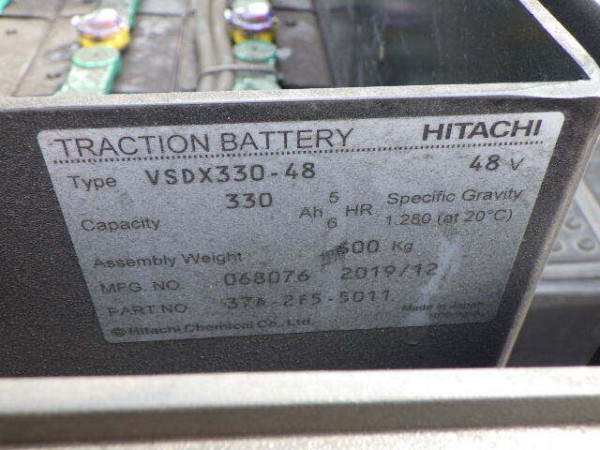 TRACTION BATTERY HITACHI
Type VSDX330-48 48 V
Capacity 330 Ah 5 6 HR Specific Gravity 1.280 (at 20°C)
Assembly Weight 600 Kg
MFG. NO. 068076 2019/12
PART NO
Made in Japan
Hitachi Chemical Co., Ltd.